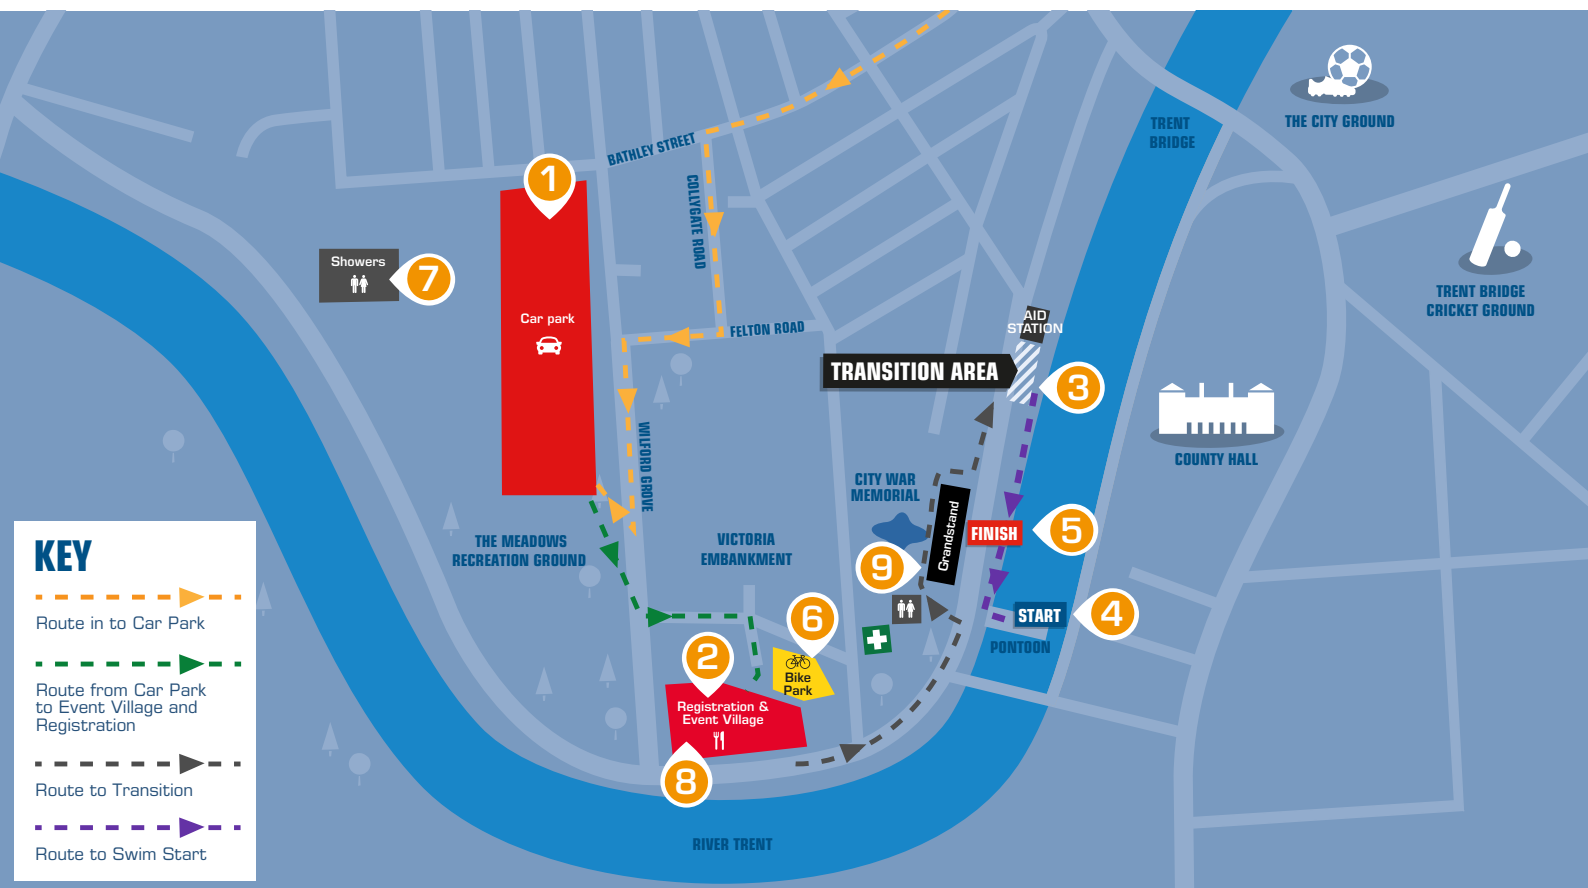 THE CITY GROUND
TRENT
BRIDGE
BATHLEY STREET
1
COLLYGATE ROAD
Showers
7
TRENT BRIDGE
CRICKET GROUND
Car park
FELTON ROAD
AID
STATION
TRANSITION AREA
3
WILFORD GROVE
COUNTY HALL
CITY WAR
MEMORIAL
Grandstand
FINISH
5
THE MEADOWS
RECREATION GROUND
VICTORIA
EMBANKMENT
9
START
4
PONTOON
6
Bike
Park
2
Registration &
Event Village
8
RIVER TRENT
KEY
Route in to Car Park
Route from Car Park
to Event Village and
Registration
Route to Transition
Route to Swim Start